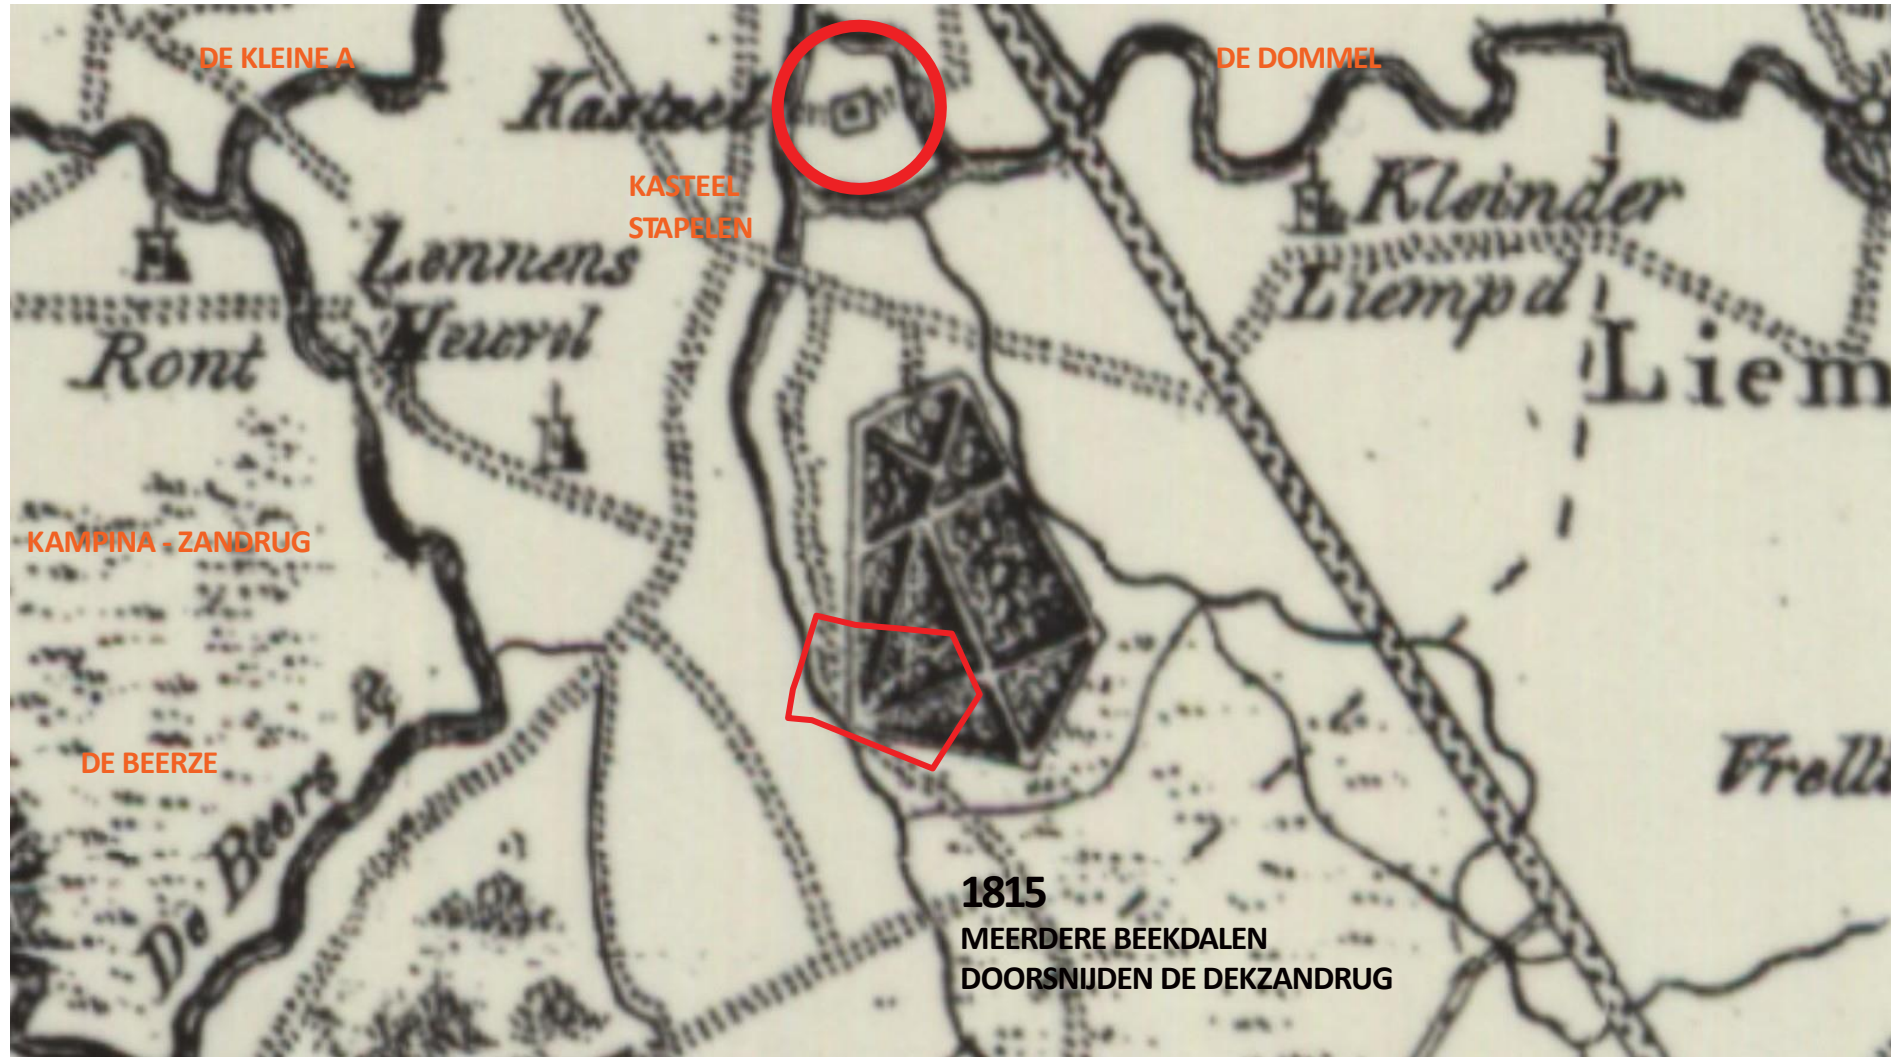 DE KLEINE A
DE DOMMEL
Kasteel
KASTEEL
STAPELEN
Kleinder
Liempd
Lennens
Heuvel
Ront
Liem
KAMPINA - ZANDRUG
DE BEERZE
De Beers
1815
MEERDERE BEEKDALEN
DOORSNIJDEN DE DEKZANDRUG